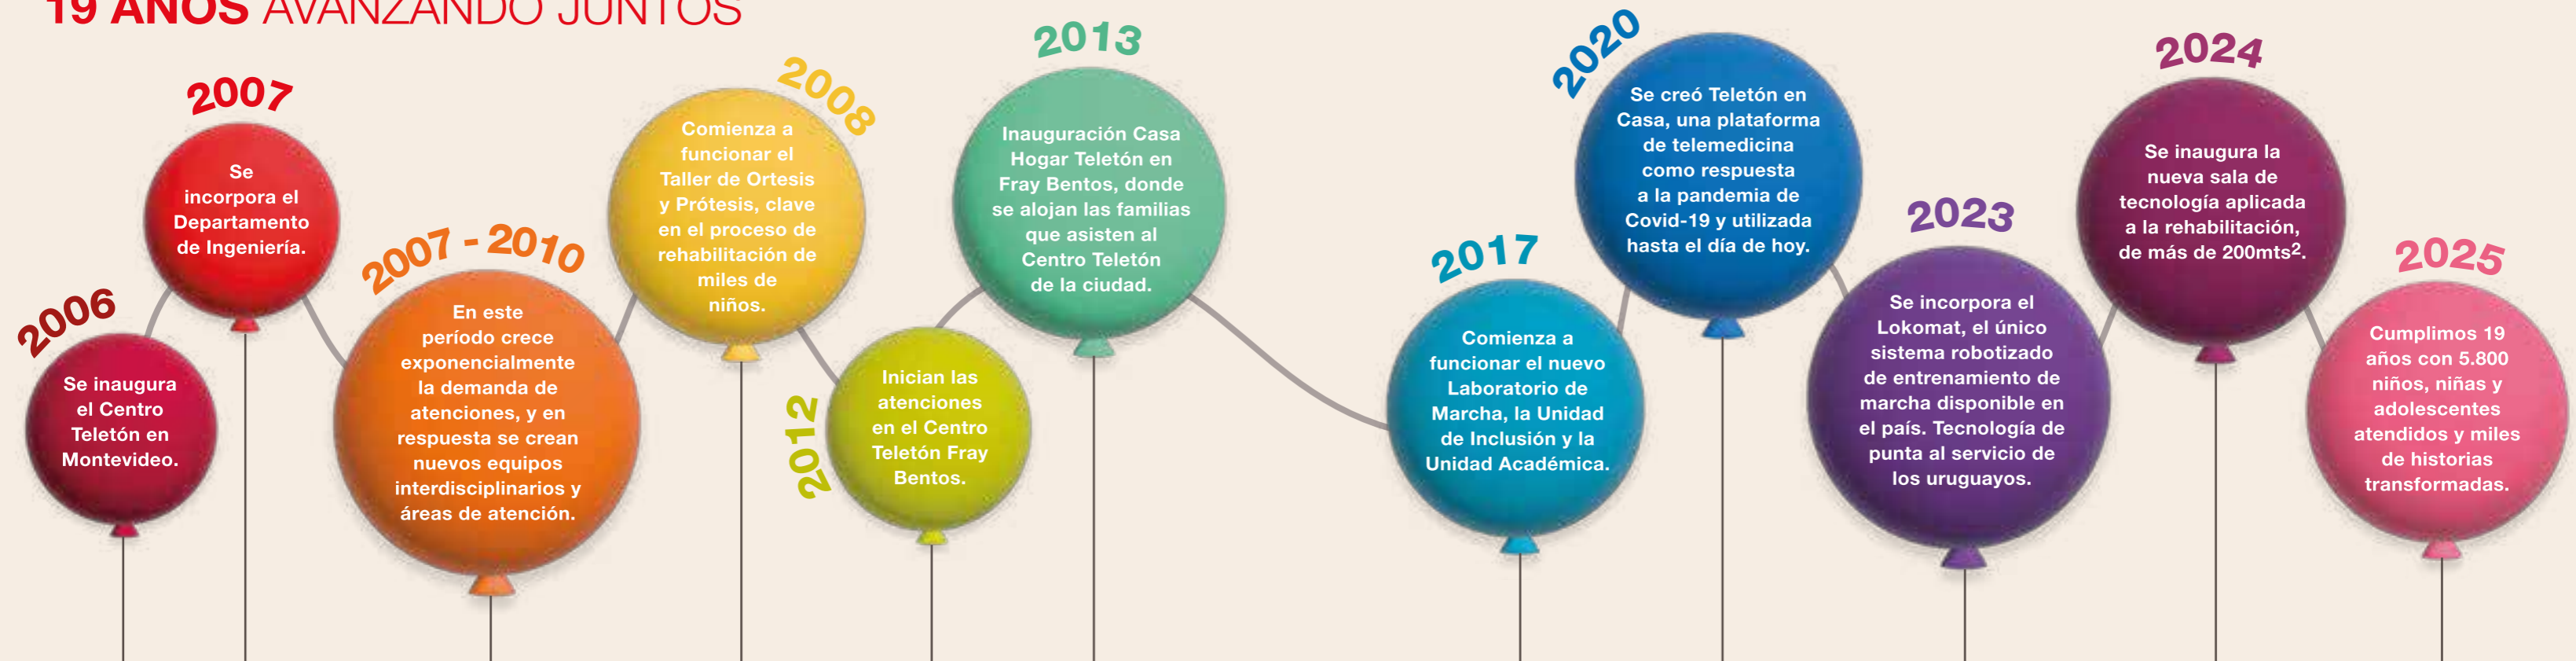 19 AÑOS AVANZANDO JUNTOS
2006
Se inaugura
el Centro
Teletón en
Montevideo.
2007
Se
incorpora el
Departamento
de Ingeniería.
2007 - 2010
En este
período crece
exponencialmente
la demanda de
atenciones, y en
respuesta se crean
nuevos equipos
interdisciplinarios y
áreas de atención.
2008
Comienza a
funcionar el
Taller de Ortesis
y Prótesis, clave
en el proceso de
rehabilitación de
miles de
niños.
2012
Inician las
atenciones
en el Centro
Teletón Fray
Bentos.
2013
Inauguración Casa
Hogar Teletón en
Fray Bentos, donde
se alojan las familias
que asisten al
Centro Teletón
de la ciudad.
2017
Comienza a
funcionar el nuevo
Laboratorio de
Marcha, la Unidad
de Inclusión y la
Unidad Académica.
2020
Se creó Teletón en
Casa, una plataforma
de telemedicina
como respuesta
a la pandemia de
Covid-19 y utilizada
hasta el día de hoy.
2023
Se incorpora el
Lokomat, el único
sistema robotizado
de entrenamiento de
marcha disponible en
el país. Tecnología de
punta al servicio de
los uruguayos.
2024
Se inaugura la
nueva sala de
tecnología aplicada
a la rehabilitación,
de más de 200mts².
2025
Cumplimos 19
años con 5.800
niños, niñas y
adolescentes
atendidos y miles
de historias
transformadas.